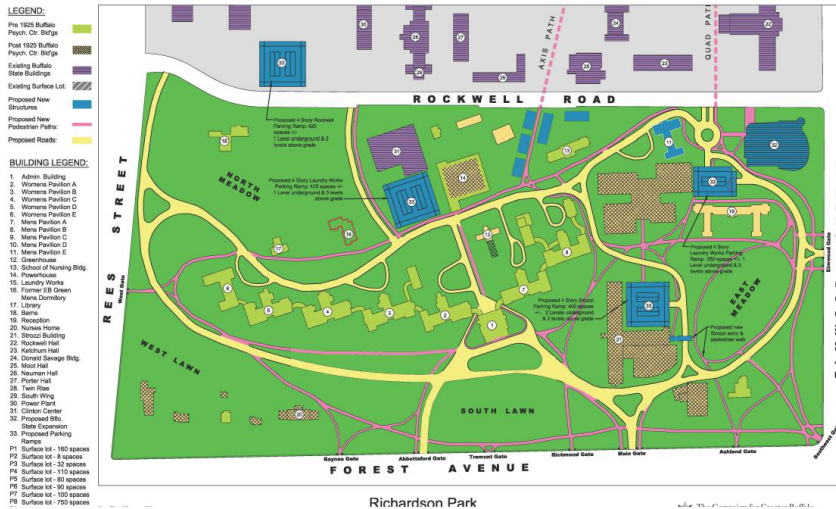 LEGEND:
Pre 1925 Buffalo
Psych. Ctr. Bld'gs
Post 1925 Buffalo
Psych. Ctr. Bld'gs
Existing Buffalo
State Buildings
Existing Surface Lot:
Proposed New
Structures
Proposed New
Pedestrian Paths:
Proposed Roads:
BUILDING LEGEND:
1. Admin. Building
2. Womens Pavilion A
3. Womens Pavilion B
4. Womens Pavilion C
5. Womens Pavilion D
6. Womens Pavilion E
7. Mens Pavilion A
8. Mens Pavilion B
9. Mens Pavilion C
10. Mens Pavilion D
11. Mens Pavilion E
12. Greenhouse
13. School of Nursing Bldg.
14. Powerhouse
15. Laundry Works
16. Former EB Green
Mens Dormitory
17. Library
18. Barns
19. Reception
20. Nurses Home
21. Strozzi Building
22. Rockwell Hall
23. Ketchum Hall
24. Donald Savage Bldg.
25. Moot Hall
26. Neuman Hall
27. Porter Hall
28. Twin Rise
29. South Wing
30. Power Plant
31. Clinton Center
32. Proposed Bflo.
State Expansion
33. Proposed Parking
Ramps
P1 Surface lot - 160 spaces
P2 Surface lot - 8 spaces
P3 Surface lot - 32 spaces
P4 Surface lot - 110 spaces
P5 Surface lot - 80 spaces
P6 Surface lot - 90 spaces
P7 Surface lot - 100 spaces
P8 Surface lot - 750 spaces
AXIS PATH
QUAD PATH
ROCKWELL ROAD
REES STREET
West Gate
NORTH
MEADOW
WEST LAWN
SOUTH LAWN
EAST
MEADOW
Proposed 4 Story Rockwell
Parking Ramp: 425
spaces +/-
1 Level underground & 3
levels above grade
Proposed 4 Story Laundry Works
Parking Ramp: 425 spaces +/-
1 Level underground & 3 levels
above grade
Proposed 4 Story
Laundry Works Parking
Ramp: 250 spaces +/-, 1
Level underground & 3
levels above grade
Proposed 4 Story Strozzi
Parking Ramp: 400 spaces
+/-, 2 Levels underground
& 2 levels above grade
Proposed new
Strozzi entry &
pedestrian walk
Elmwood Gate
Southeast Gate
Baynes Gate
Abbottsford Gate
Tremont Gate
Richmond Gate
Main Gate
Ashland Gate
FOREST AVENUE
Richardson Park
The Campaign for Greater Buffalo